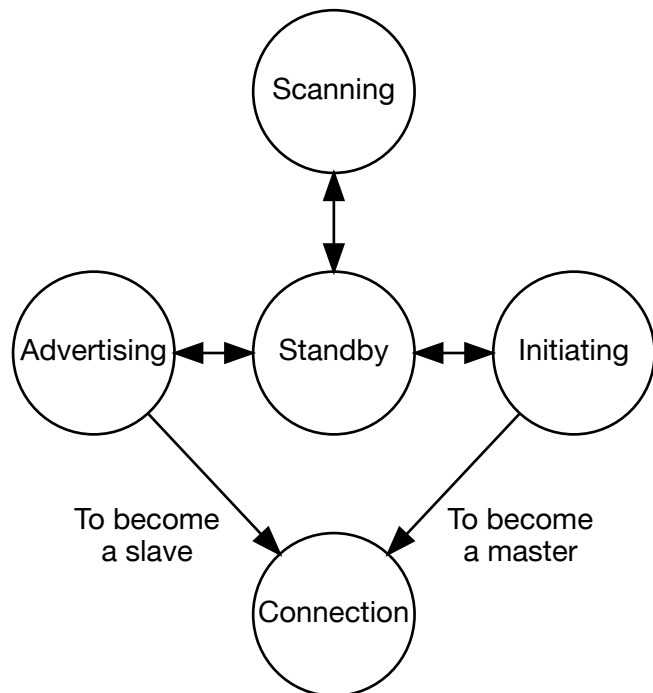 Scanning
Advertising
Standby
Initiating
To become
a slave
To become
a master
Connection